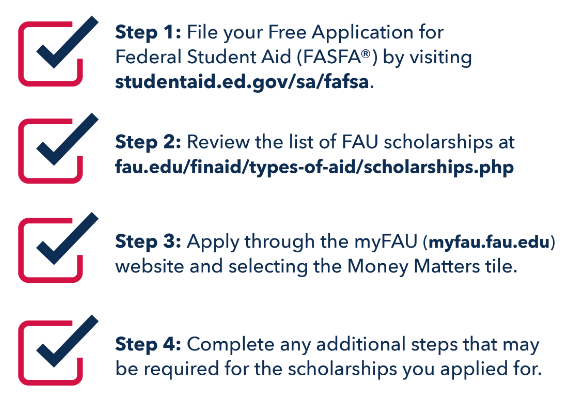 Step 1: File your Free Application for
Federal Student Aid (FASFA®) by visiting
studentaid.ed.gov/sa/fafsa.
Step 2: Review the list of FAU scholarships at
fau.edu/finaid/types-of-aid/scholarships.php
Step 3: Apply through the myFAU (myfau.fau.edu)
website and selecting the Money Matters tile.
Step 4: Complete any additional steps that may
be required for the scholarships you applied for.